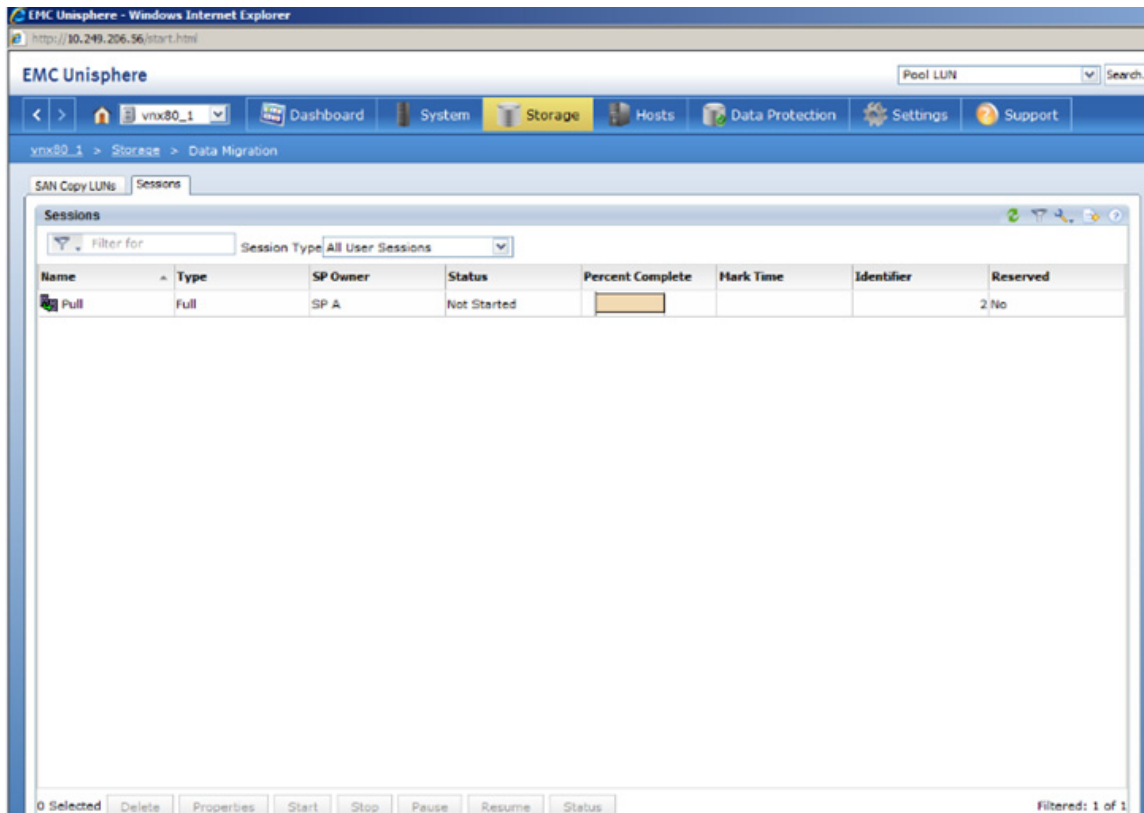 EMC Unisphere - Windows Internet Explorer
http://10.249.206.56/start.html
EMC Unisphere
Pool LUN
Search.
vnx80_1
Dashboard
System
Storage
Hosts
Data Protection
Settings
Support
vnx80_1 > Storage > Data Migration
SAN Copy LUNs
Sessions
Sessions
Filter for
Session Type All User Sessions
Name Type SP Owner Status Percent Complete Mark Time Identifier Reserved
Pull Full SP A Not Started 2 No
0 Selected Delete Properties Start Stop Pause Resume Status Filtered: 1 of 1